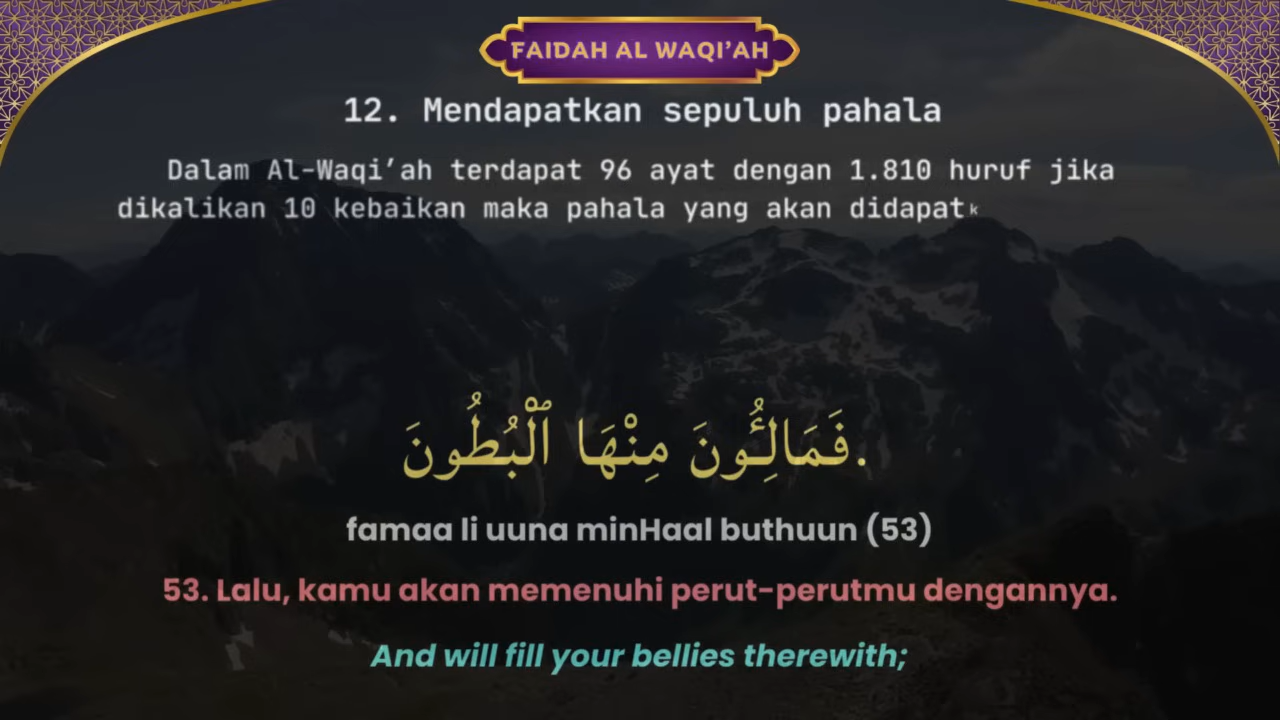 FAIDAH AL WAQI’AH
12. Mendapatkan sepuluh pahala
Dalam Al-Waqi’ah terdapat 96 ayat dengan 1.810 huruf jika
dikalikan 10 kebaikan maka pahala yang akan didapatk
فَمَالِـُٔونَ مِنْهَا ٱلْبُطُونَ.
famaa li uuna minHaal buthuun (53)
53. Lalu, kamu akan memenuhi perut-perutmu dengannya.
And will fill your bellies therewith;